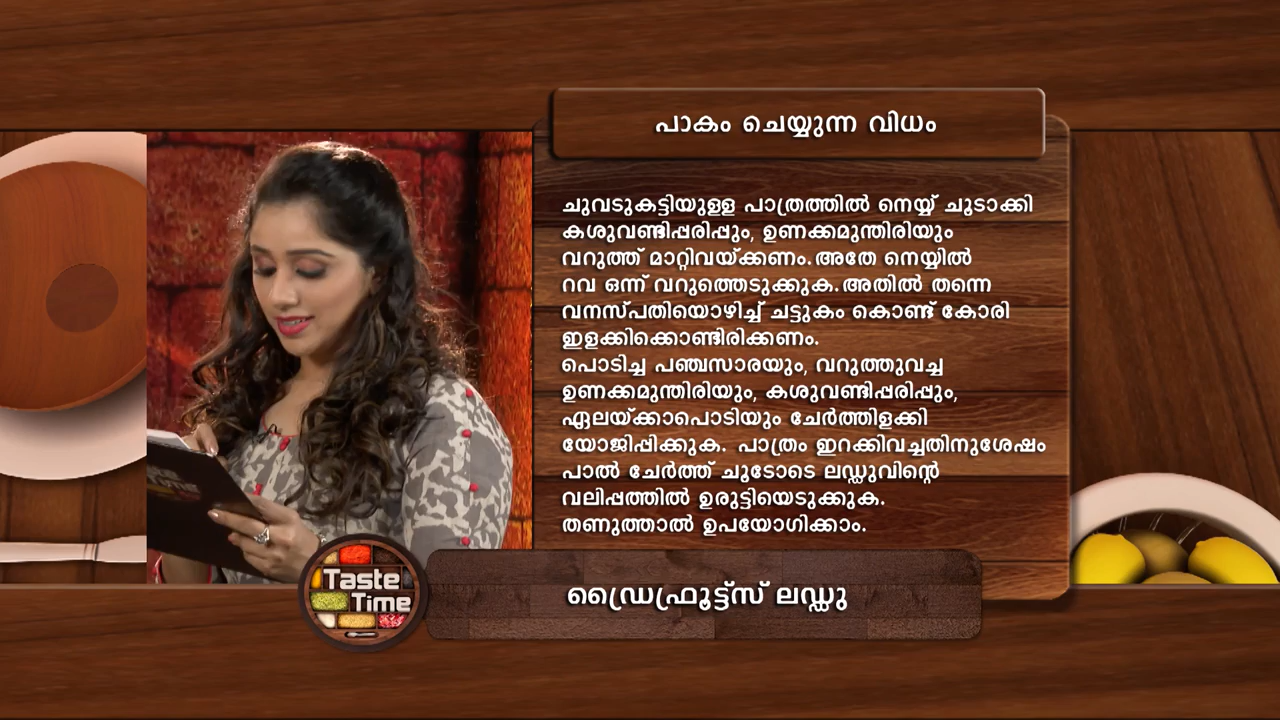 പാകം ചെയ്യുന്ന വിധം
ചുവടുകട്ടിയുള്ള പാത്രത്തിൽ നെയ്യ് ചൂടാക്കി
കശുവണ്ടിപ്പരിപ്പും, ഉണക്കമുന്തിരിയും
വറുത്ത് മാറ്റിവയ്ക്കണം.അതേ നെയ്യിൽ
റവ ഒന്ന് വറുത്തെടുക്കുക.അതിൽ തന്നെ
വനസ്പതിയൊഴിച്ച് ചട്ടുകം കൊണ്ട് കോരി
ഇളക്കിക്കൊണ്ടിരിക്കണം.
പൊടിച്ച പഞ്ചസാരയും, വറുത്തുവച്ച
ഉണക്കമുന്തിരിയും, കശുവണ്ടിപ്പരിപ്പും,
ഏലയ്ക്കാപൊടിയും ചേർത്തിളക്കി
യോജിപ്പിക്കുക. പാത്രം ഇറക്കിവച്ചതിനുശേഷം
പാൽ ചേർത്ത് ചൂടോടെ ലഡ്ഡുവിന്റെ
വലിപ്പത്തിൽ ഉരുട്ടിയെടുക്കുക.
തണുത്താൽ ഉപയോഗിക്കാം.
Taste
Time
ഡ്രൈഫ്രൂട്ട്സ് ലഡ്ഡു